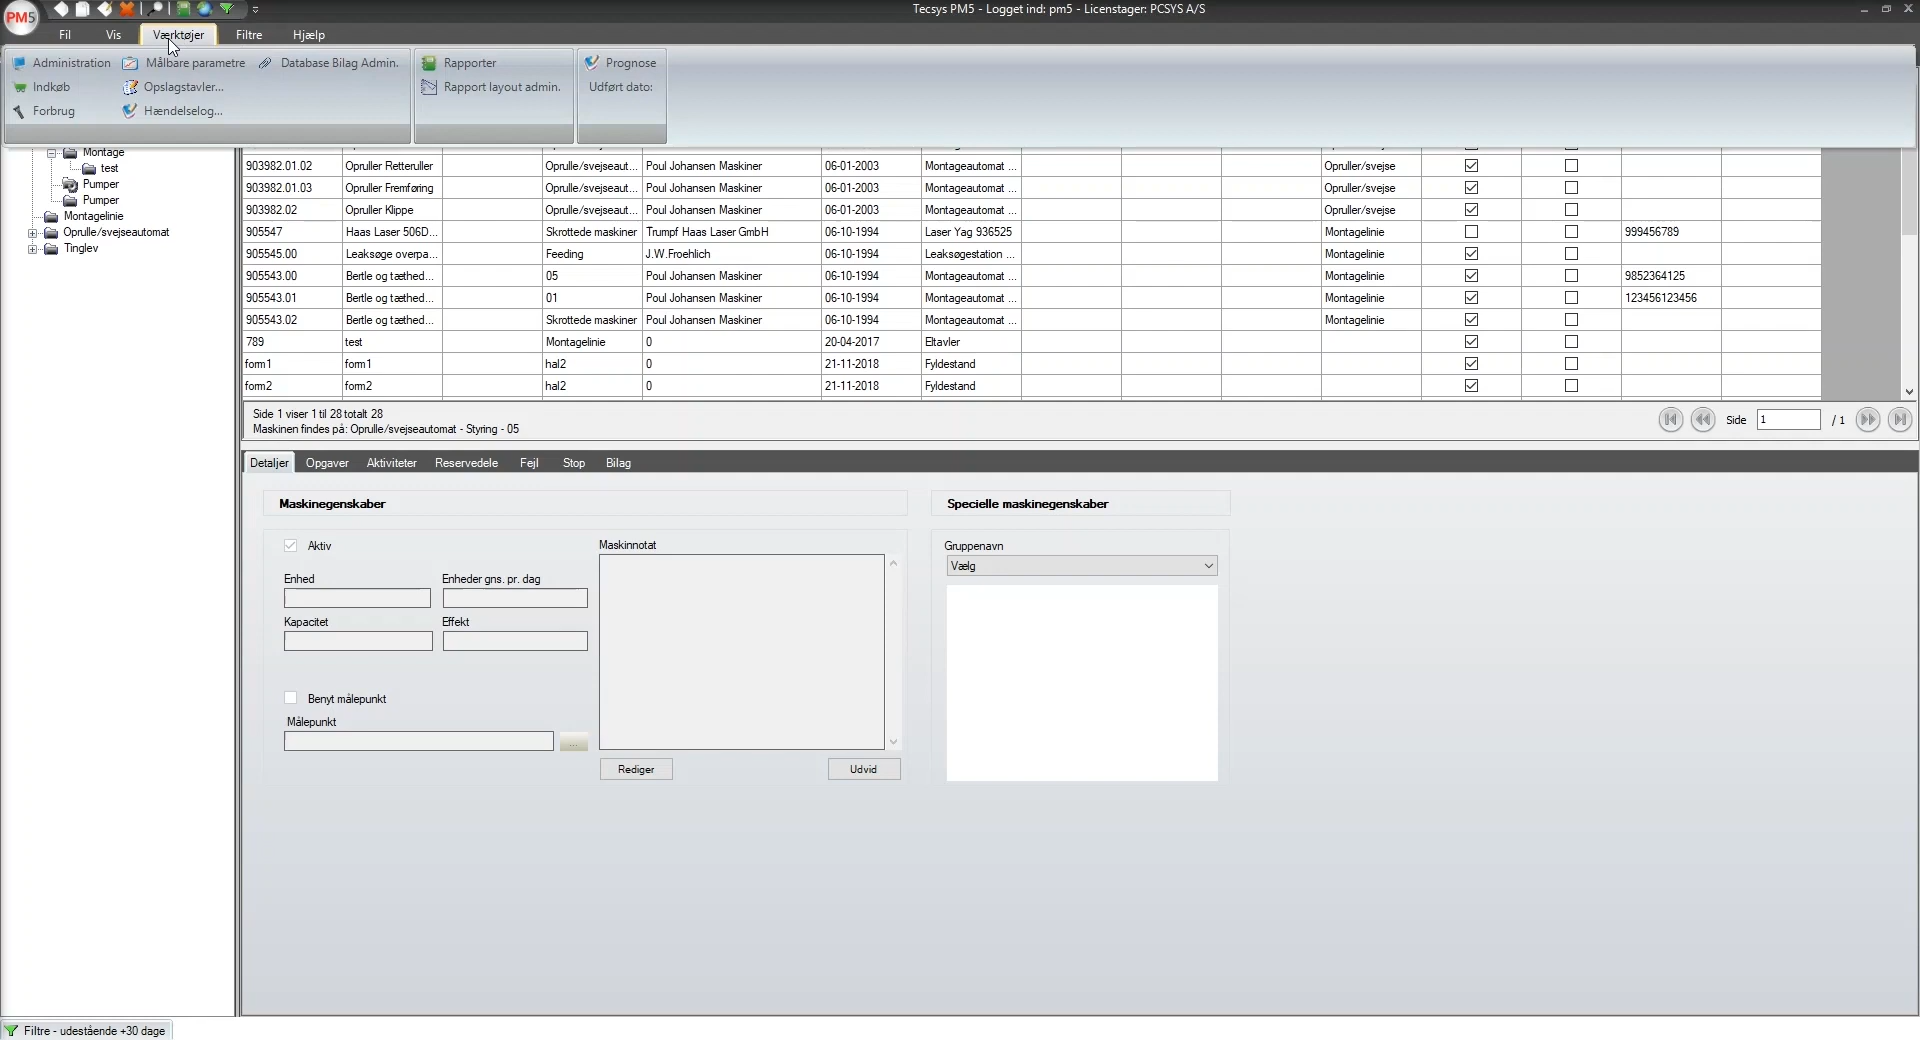 PM5
Tecsys PM5 - Logget ind: pm5 - Licenstager: PCSYS A/S
Fil Vis Værktøjer Filtre Hjælp
Administration Målbare parametre Database Bilag Admin. Rapporter Prognose
Indkøb Opslagstavler... Rapport layout admin. Udført dato:
Forbrug Hændelselog...
Montage
test
Pumper
Pumper
Montagelinie
Oprulle/svejseautomat
Tinglev
903982.01.02 Opruller Retteruller Oprulle/svejseaut... Poul Johansen Maskiner 06-01-2003 Montageautomat ... Opruller/svejse
903982.01.03 Opruller Fremføring Oprulle/svejseaut... Poul Johansen Maskiner 06-01-2003 Montageautomat ... Opruller/svejse
903982.02 Opruller Klippe Oprulle/svejseaut... Poul Johansen Maskiner 06-01-2003 Montageautomat ... Opruller/svejse
905547 Haas Laser 506D... Skrottede maskiner Trumpf Haas Laser GmbH 06-10-1994 Laser Yag 936525 Montagelinie 999456789
905545.00 Leaksøge overpa... Feeding J.W.Froehlich 06-10-1994 Leaksøgestation ... Montagelinie
905543.00 Bertle og tæthed... 05 Poul Johansen Maskiner 06-10-1994 Montageautomat ... Montagelinie 9852364125
905543.01 Bertle og tæthed... 01 Poul Johansen Maskiner 06-10-1994 Montageautomat ... Montagelinie 123456123456
905543.02 Bertle og tæthed... Skrottede maskiner Poul Johansen Maskiner 06-10-1994 Montageautomat ... Montagelinie
789 test Montagelinie 0 20-04-2017 Eltavler
form1 form1 hal2 0 21-11-2018 Fyldestand
form2 form2 hal2 0 21-11-2018 Fyldestand
Side 1 viser 1 til 28 totalt 28
Maskinen findes på: Oprulle/svejseautomat - Styring - 05
Side 1 / 1
Detaljer Opgaver Aktiviteter Reservedele Fejl Stop Bilag
Maskinegenskaber
Specielle maskinegenskaber
Aktiv
Maskinnotat
Gruppenavn
Vælg
Enhed Enheder gns. pr. dag
Kapacitet Effekt
Benyt målepunkt
Målepunkt
...
Rediger Udvid
Filtre - udestående +30 dage